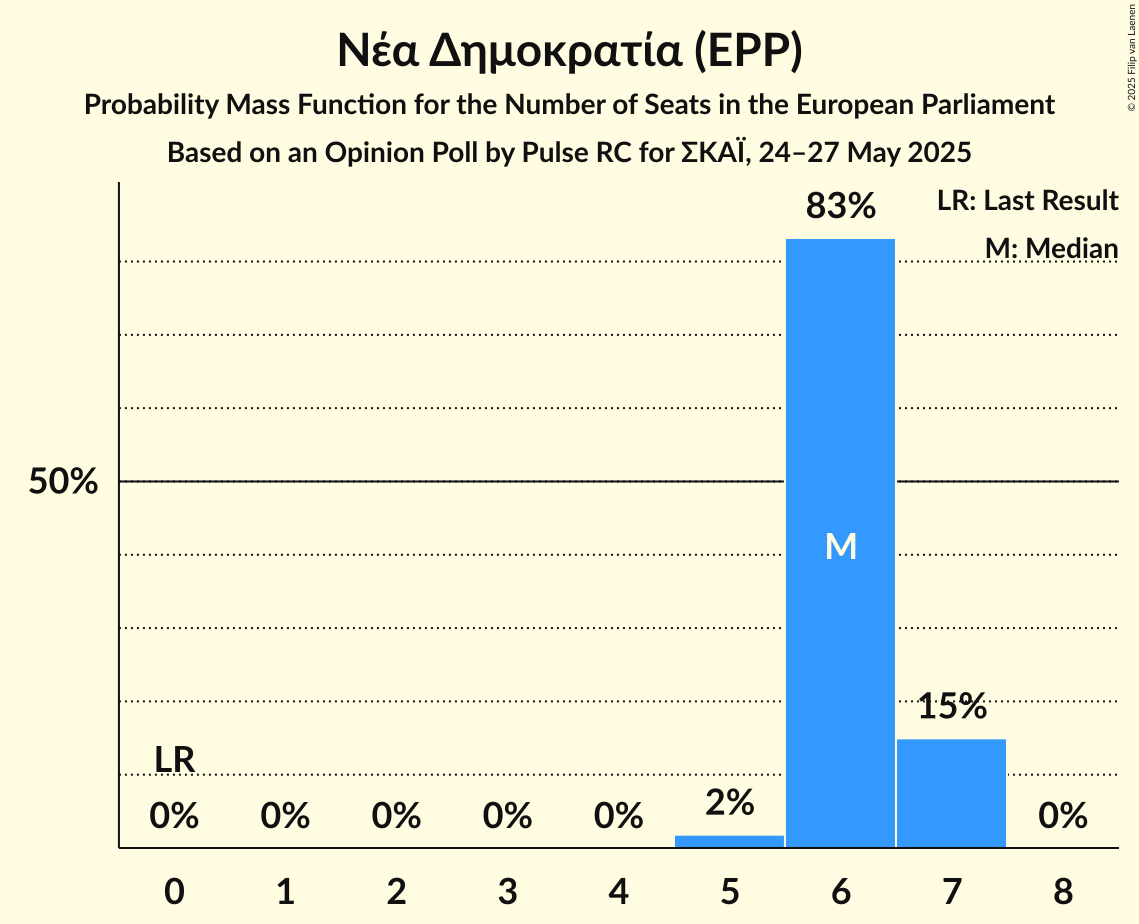 Νέα Δημοκρατία (EPP)
Probability Mass Function for the Number of Seats in the European Parliament
Based on an Opinion Poll by Pulse RC for ΣΚΑΪ, 24–27 May 2025
© 2025 Filip van Laenen
LR: Last Result
M: Median
83%
50%
M
15%
LR
2%
0% 0% 0% 0% 0% 0%
0 1 2 3 4 5 6 7 8